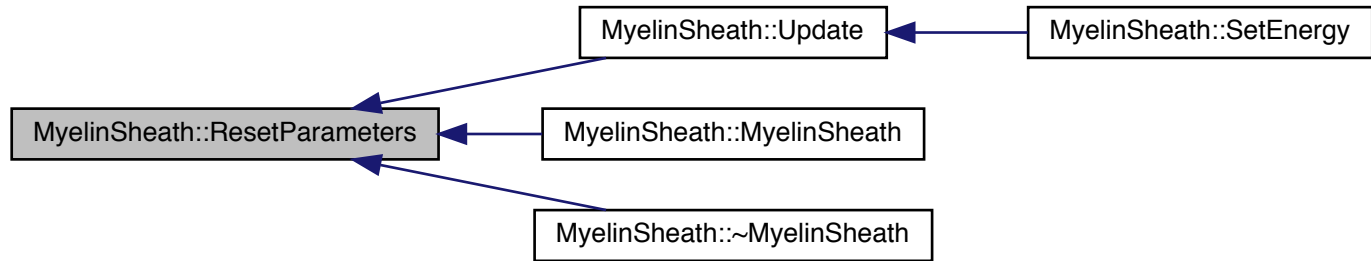 MyelinSheath::Update
MyelinSheath::SetEnergy
MyelinSheath::ResetParameters
MyelinSheath::MyelinSheath
MyelinSheath::~MyelinSheath